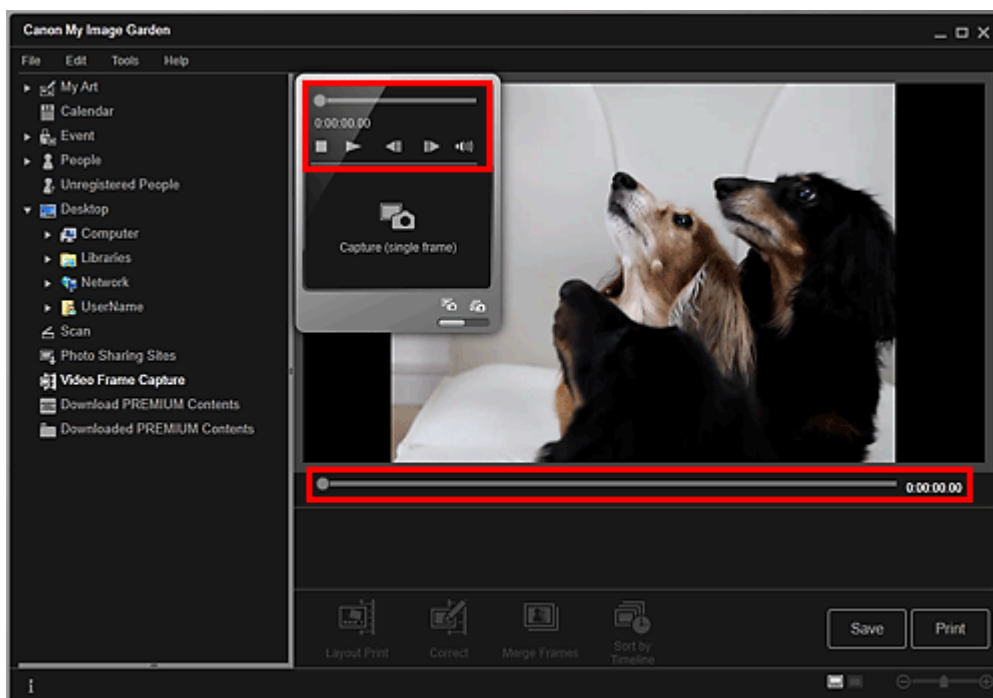 Canon My Image Garden
File Edit Tools Help
My Art
Calendar
Event
People
Unregistered People
Desktop
Computer
Libraries
Network
UserName
Scan
Photo Sharing Sites
Video Frame Capture
Download PREMIUM Contents
Downloaded PREMIUM Contents
0:00:00.00
Capture (single frame)
0:00:00.00
Layout Print
Correct
Merge Frames
Sort by
Timeline
Save
Print